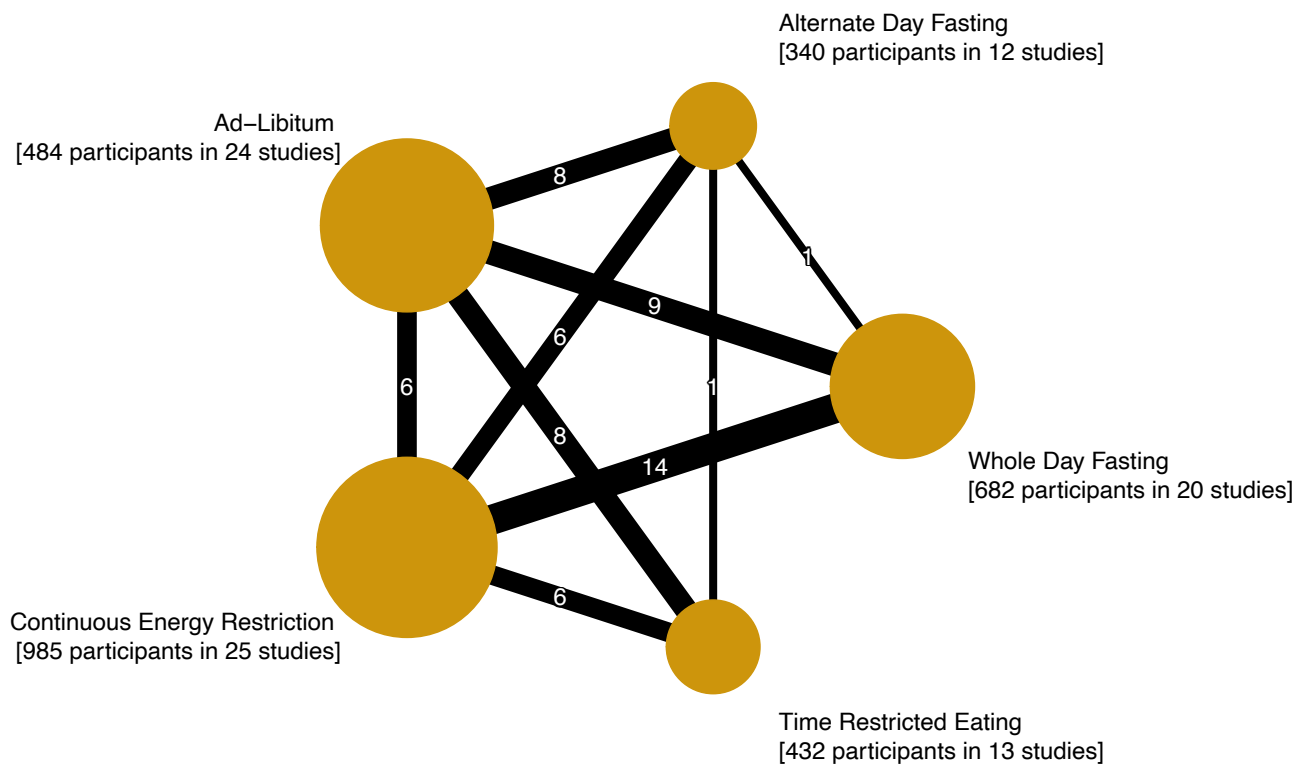 Alternate Day Fasting
[340 participants in 12 studies]
Ad−Libitum
[484 participants in 24 studies]
8
1
9
6
6
1
8
14
Whole Day Fasting
[682 participants in 20 studies]
6
Continuous Energy Restriction
[985 participants in 25 studies]
Time Restricted Eating
[432 participants in 13 studies]